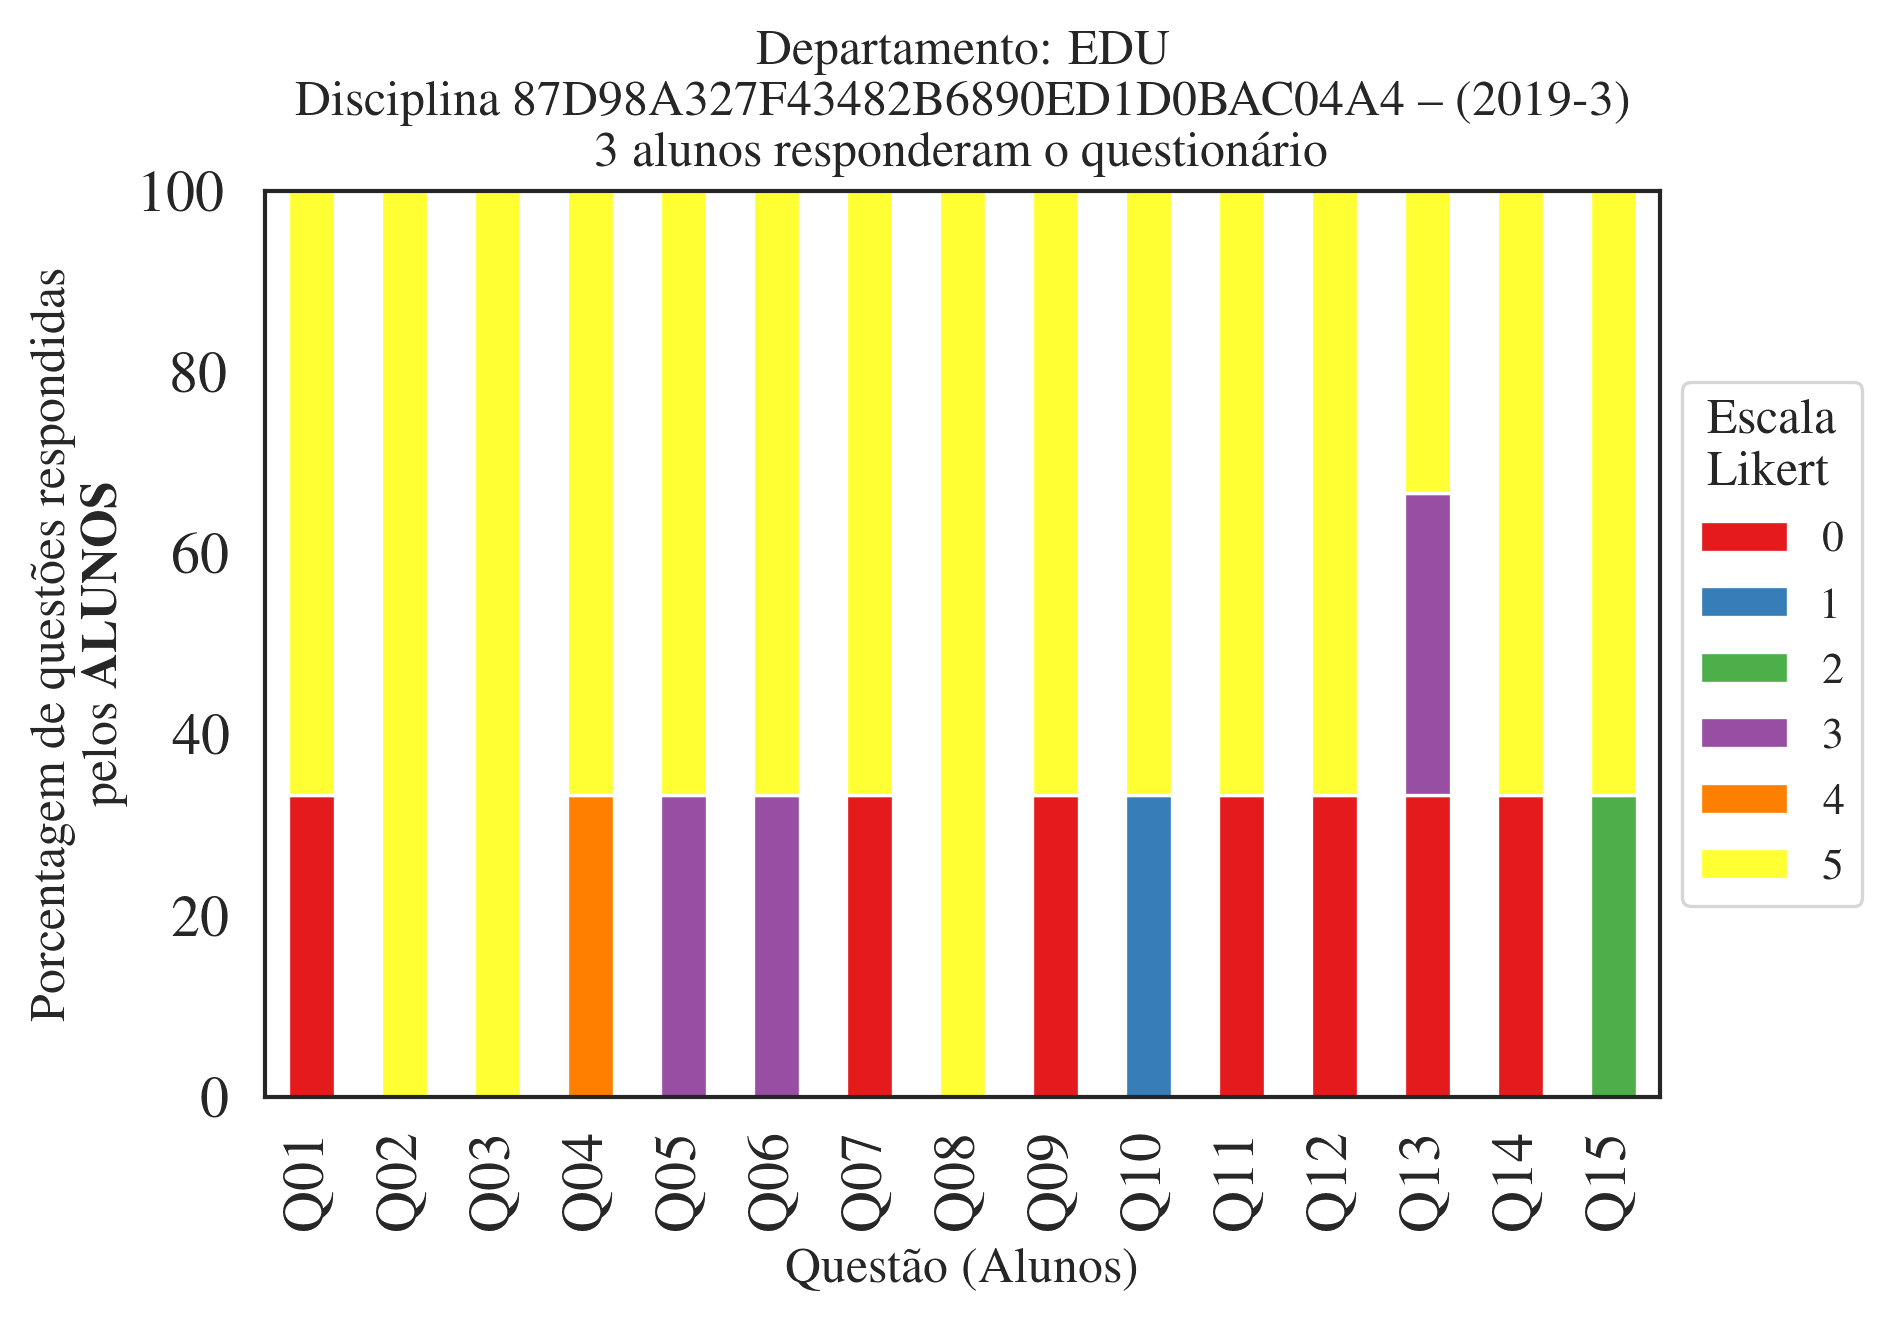 Departamento: EDU
Disciplina 87D98A327F43482B6890ED1D0BAC04A4 – (2019-3)
3 alunos responderam o questionário
Porcentagem de questões respondidas
pelos ALUNOS
100
80
60
40
20
0
Q01
Q02
Q03
Q04
Q05
Q06
Q07
Q08
Q09
Q10
Q11
Q12
Q13
Q14
Q15
Questão (Alunos)
Escala
Likert
0
1
2
3
4
5